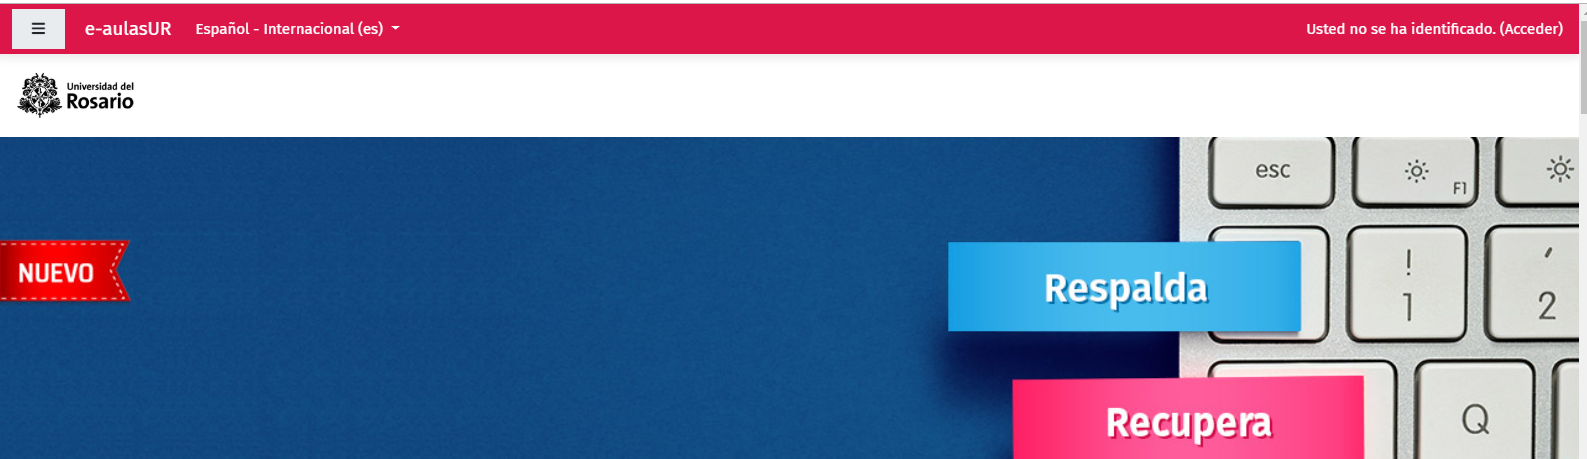 e-aulasUR Español - Internacional (es) Usted no se ha identificado. (Acceder)
Universidad del
Rosario
esc
F1
NUEVO
Respalda
!
1
2
Recupera
Q